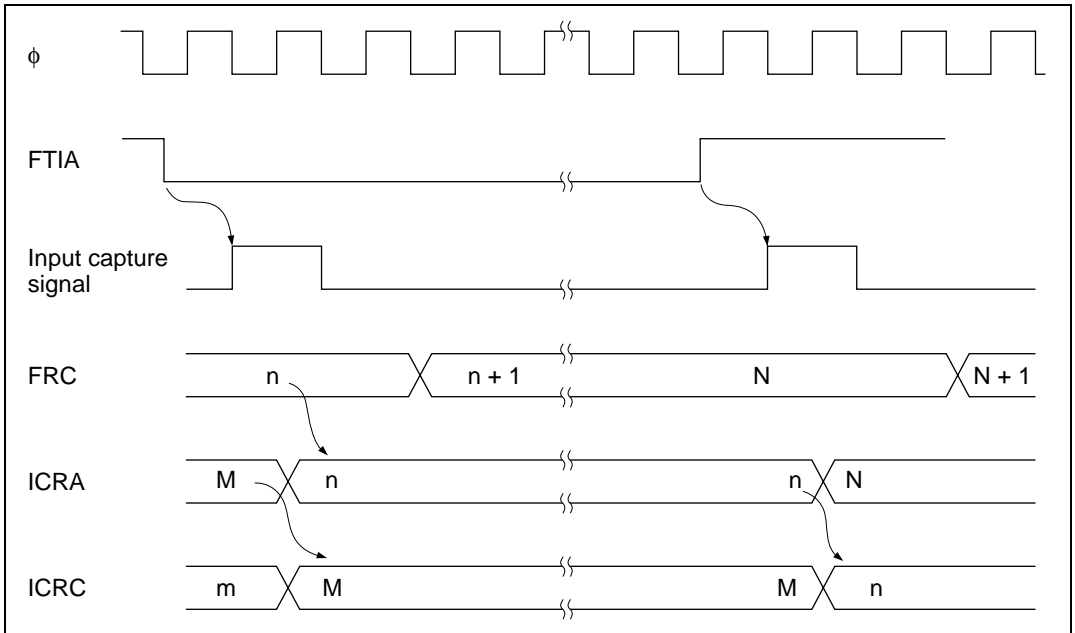 ϕ
FTIA
Input capture
signal
FRC n n + 1 N N + 1
ICRA M n n N
ICRC m M M n